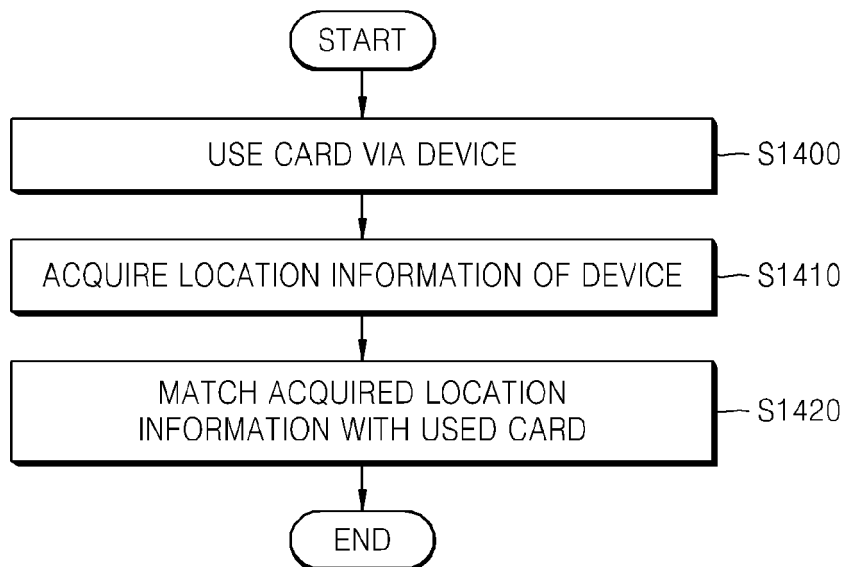 START
USE CARD VIA DEVICE
S1400
ACQUIRE LOCATION INFORMATION OF DEVICE
S1410
MATCH ACQUIRED LOCATION
INFORMATION WITH USED CARD
S1420
END